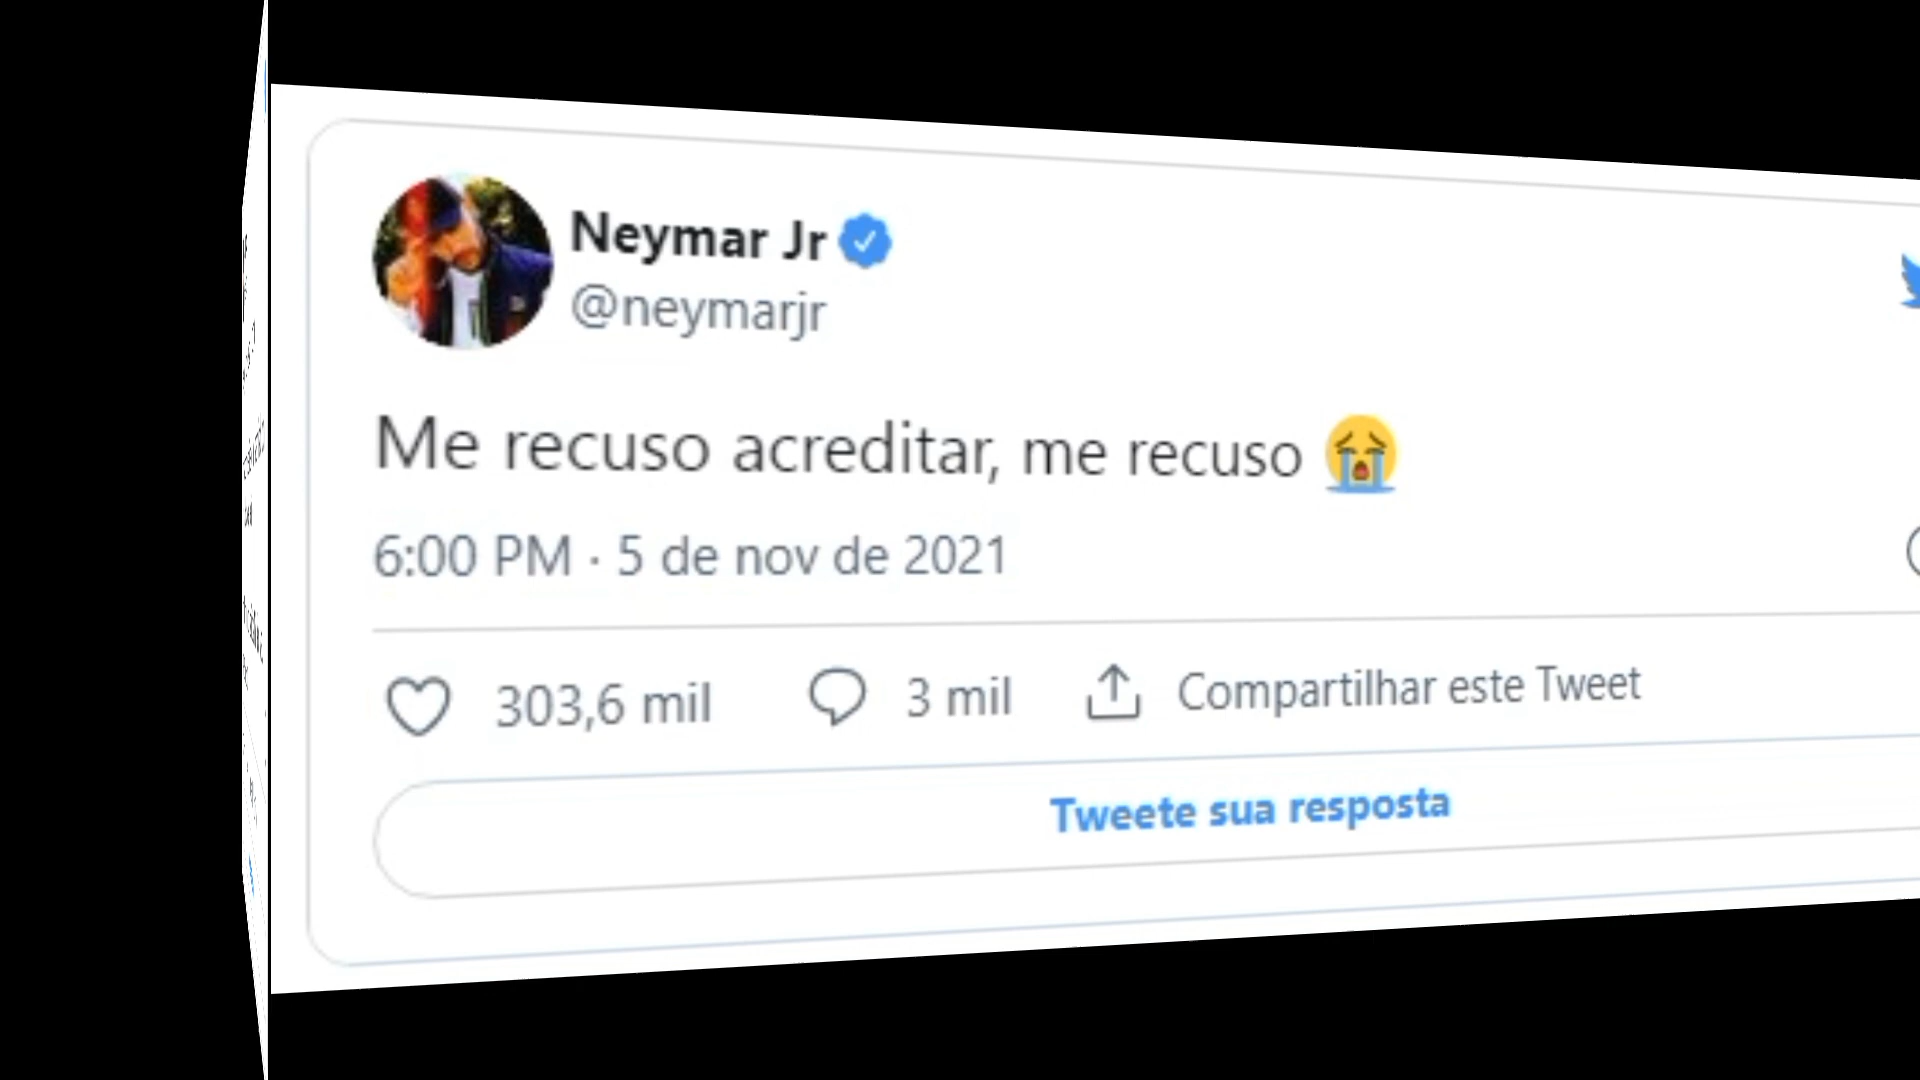 Neymar Jr
@neymarjr
Me recuso acreditar, me recuso 😭
6:00 PM · 5 de nov de 2021
303,6 mil 3 mil Compartilhar este Tweet
Tweete sua resposta